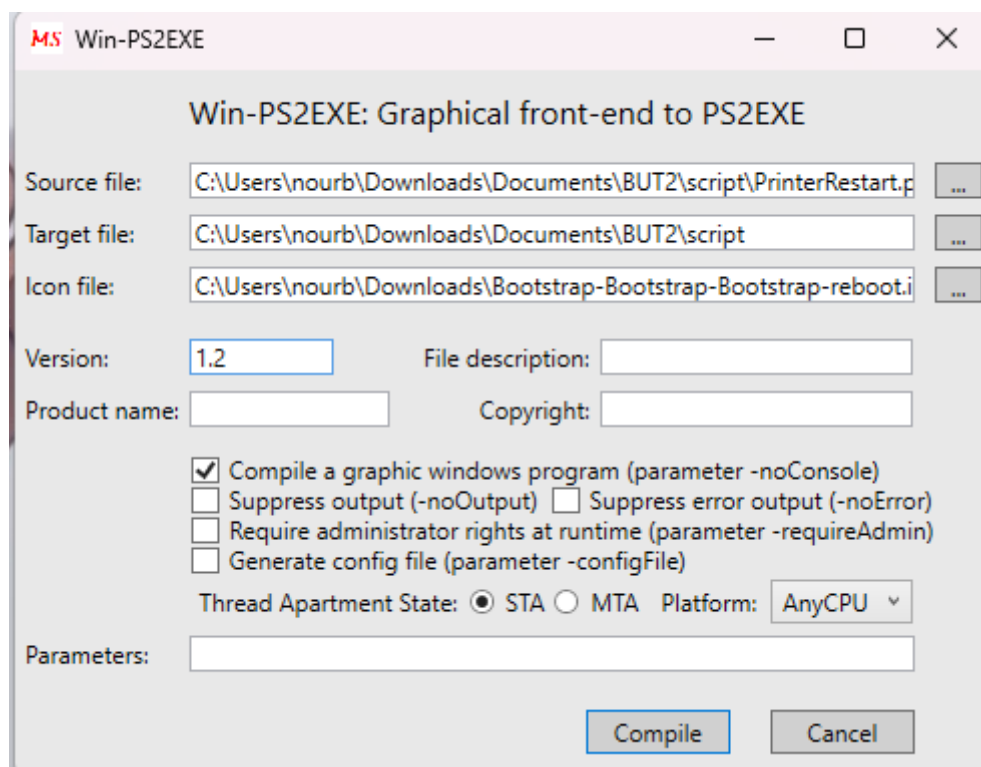 MS Win-PS2EXE
Win-PS2EXE: Graphical front-end to PS2EXE
Source file: C:\Users\nourb\Downloads\Documents\BUT2\script\PrinterRestart.p ...
Target file: C:\Users\nourb\Downloads\Documents\BUT2\script ...
Icon file: C:\Users\nourb\Downloads\Bootstrap-Bootstrap-Bootstrap-reboot.i ...
Version: 1.2 File description:
Product name: Copyright:
Compile a graphic windows program (parameter -noConsole)
Suppress output (-noOutput) Suppress error output (-noError)
Require administrator rights at runtime (parameter -requireAdmin)
Generate config file (parameter -configFile)
Thread Apartment State: STA MTA Platform: AnyCPU
Parameters:
Compile Cancel